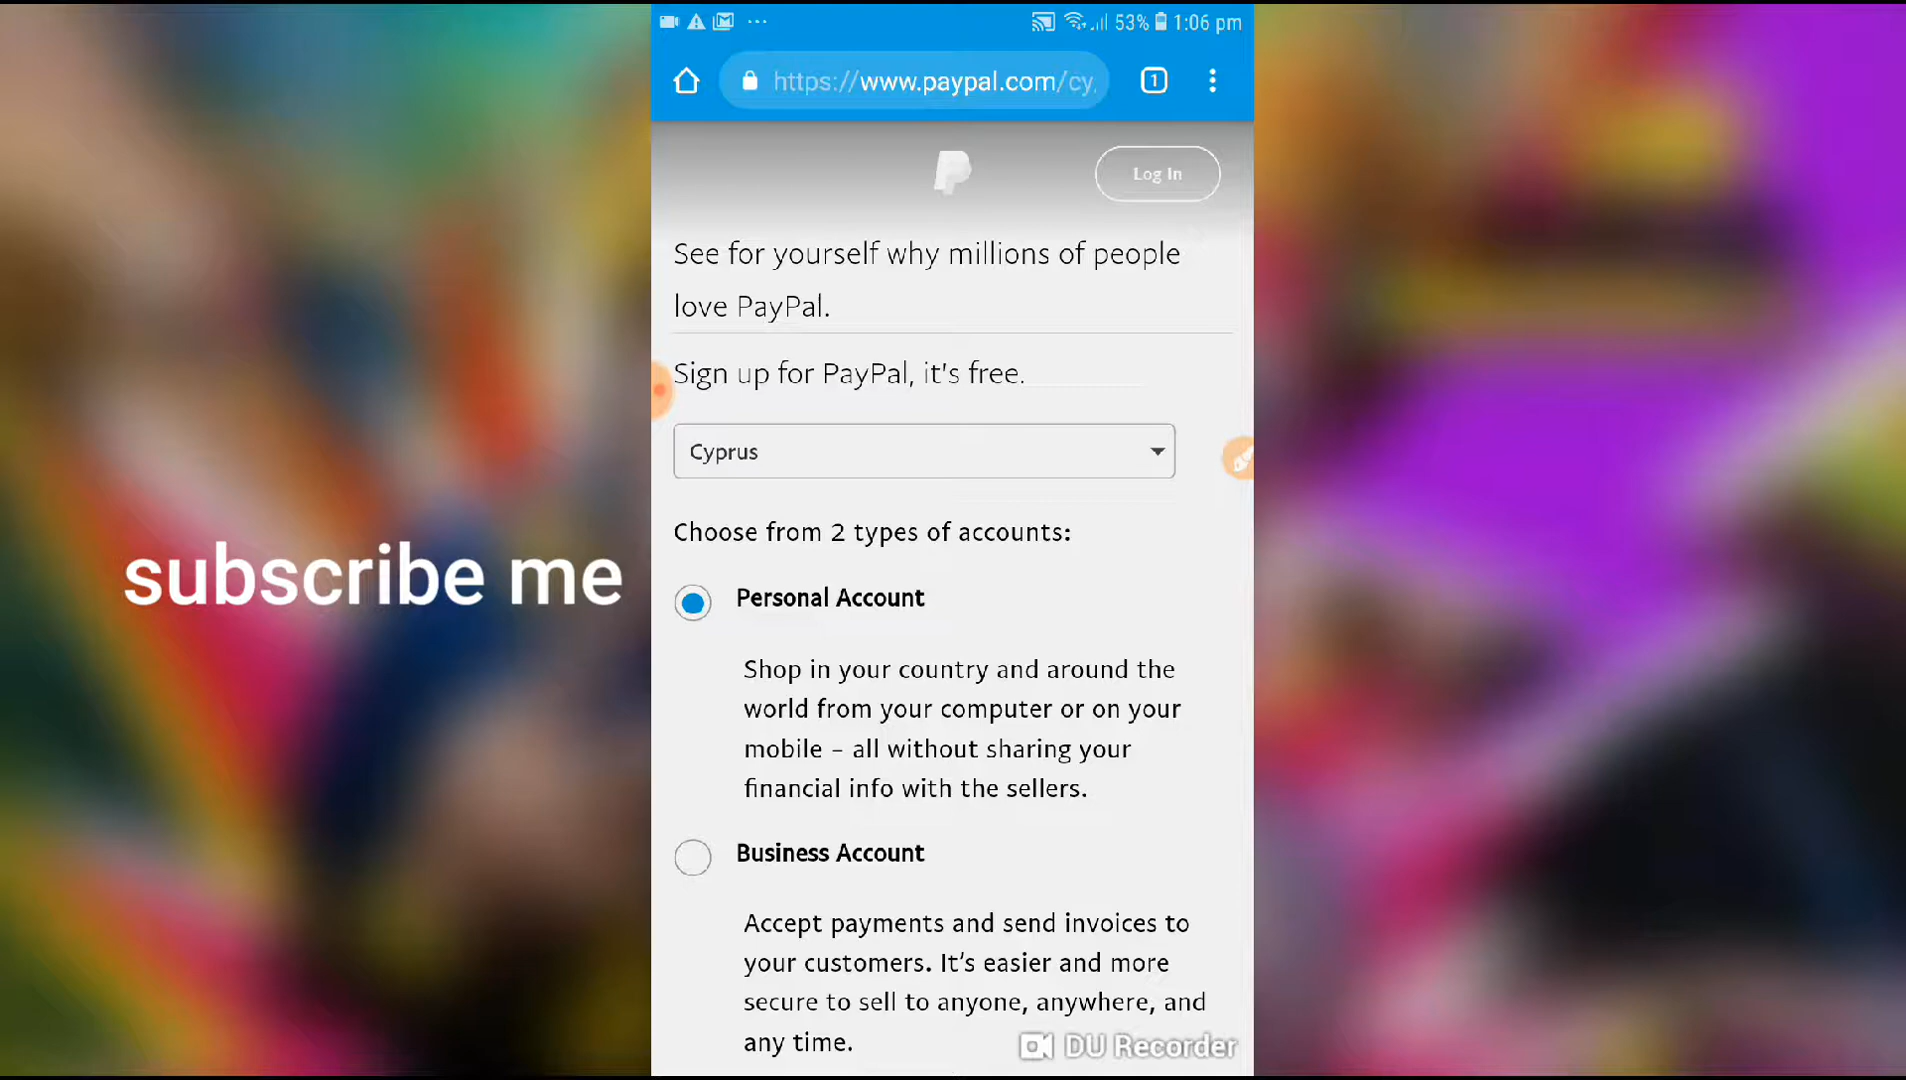 53% 1:06 pm
https://www.paypal.com/cy,
1
Log In
See for yourself why millions of people
love PayPal.
Sign up for PayPal, it's free.
Cyprus
Choose from 2 types of accounts:
subscribe me
Personal Account
Shop in your country and around the
world from your computer or on your
mobile – all without sharing your
financial info with the sellers.
Business Account
Accept payments and send invoices to
your customers. It's easier and more
secure to sell to anyone, anywhere, and
any time.
DU Recorder